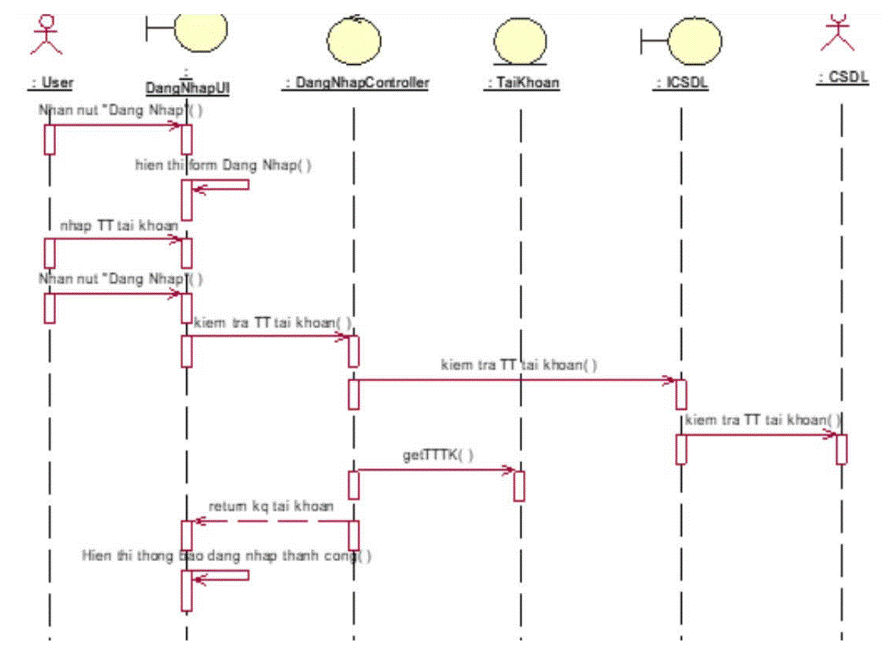 : User
:
DangNhapUI
: DangNhapController
: TaiKhoan
: ICSDL
: CSDL
Nhan nut "Dang Nhap"( )
hien thi form Dang Nhap( )
nhap TT tai khoan
Nhan nut "Dang Nhap"( )
kiem tra TT tai khoan( )
kiem tra TT tai khoan( )
kiem tra TT tai khoan( )
getTTTK( )
return kq tai khoan
Hien thi thong bao dang nhap thanh cong( )